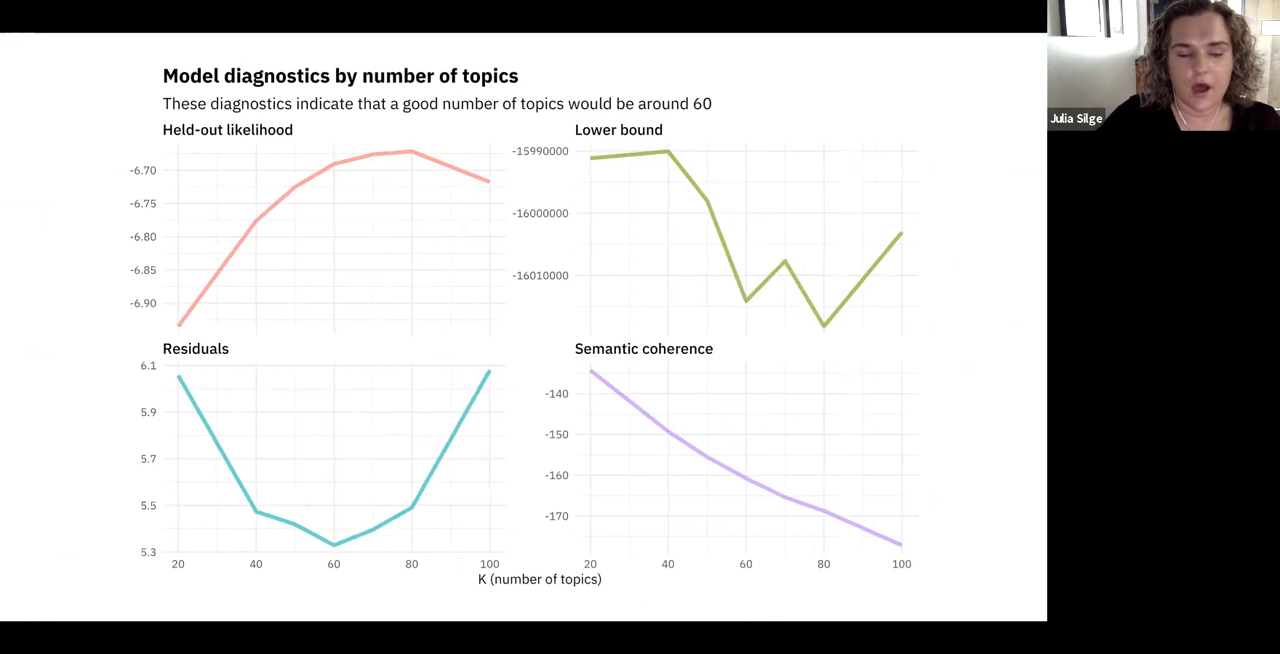 Model diagnostics by number of topics
These diagnostics indicate that a good number of topics would be around 60
Held-out likelihood
-6.70
-6.75
-6.80
-6.85
-6.90
Lower bound
-15990000
-16000000
-16010000
Residuals
6.1
5.9
5.7
5.5
5.3
20 40 60 80 100
Semantic coherence
-140
-150
-160
-170
20 40 60 80 100
K (number of topics)
Julia Silge